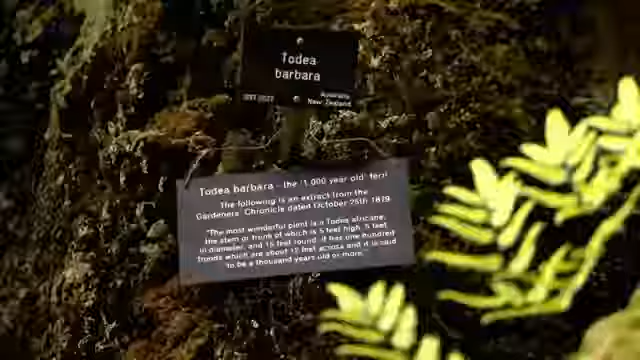 Todea
barbara
Australia
New Zealand
Todea barbara - the '1,000 year old' fern
The following is an extract from the
Gardeners' Chronicle dated October 25th 1879
"The most wonderful plant is a Todea africana,
the stem or trunk of which is 5 feet high, 5 feet
in diameter, and 15 feet round. It has one hundred
fronds which are about 12 feet across and it is said
to be a thousand years old or more."